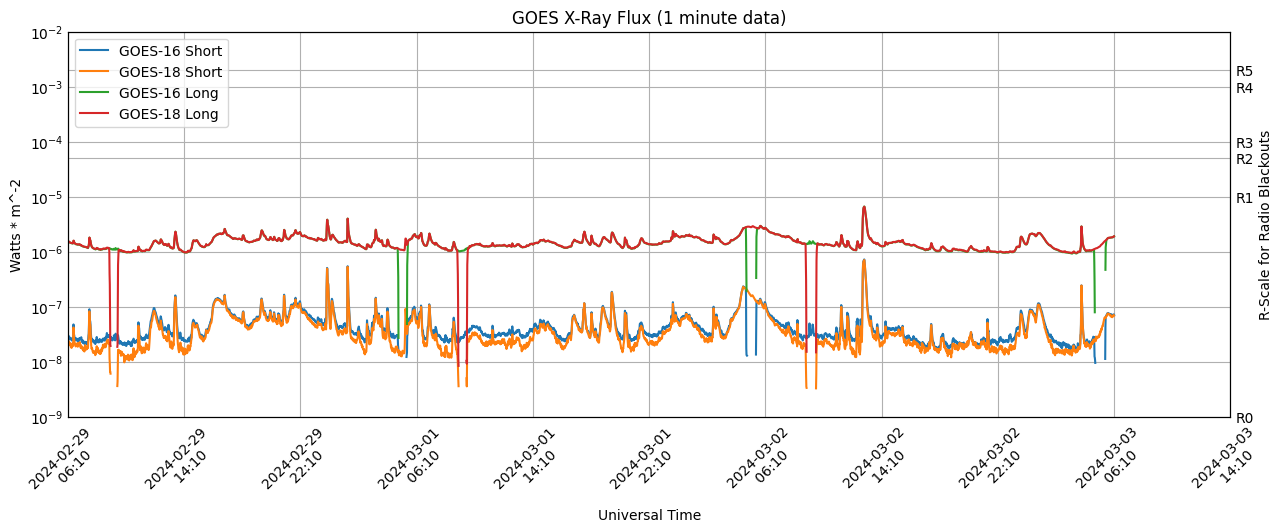 GOES X-Ray Flux (1 minute data)
GOES-16 Short
GOES-18 Short
GOES-16 Long
GOES-18 Long
10^-2
10^-3
10^-4
10^-5
10^-6
10^-7
10^-8
10^-9
Watts * m^-2
R5
R4
R3
R2
R1
R0
R-Scale for Radio Blackouts
2024-02-29
06:10
2024-02-29
14:10
2024-02-29
22:10
2024-03-01
06:10
2024-03-01
14:10
2024-03-01
22:10
2024-03-02
06:10
2024-03-02
14:10
2024-03-02
22:10
2024-03-03
06:10
2024-03-03
14:10
Universal Time